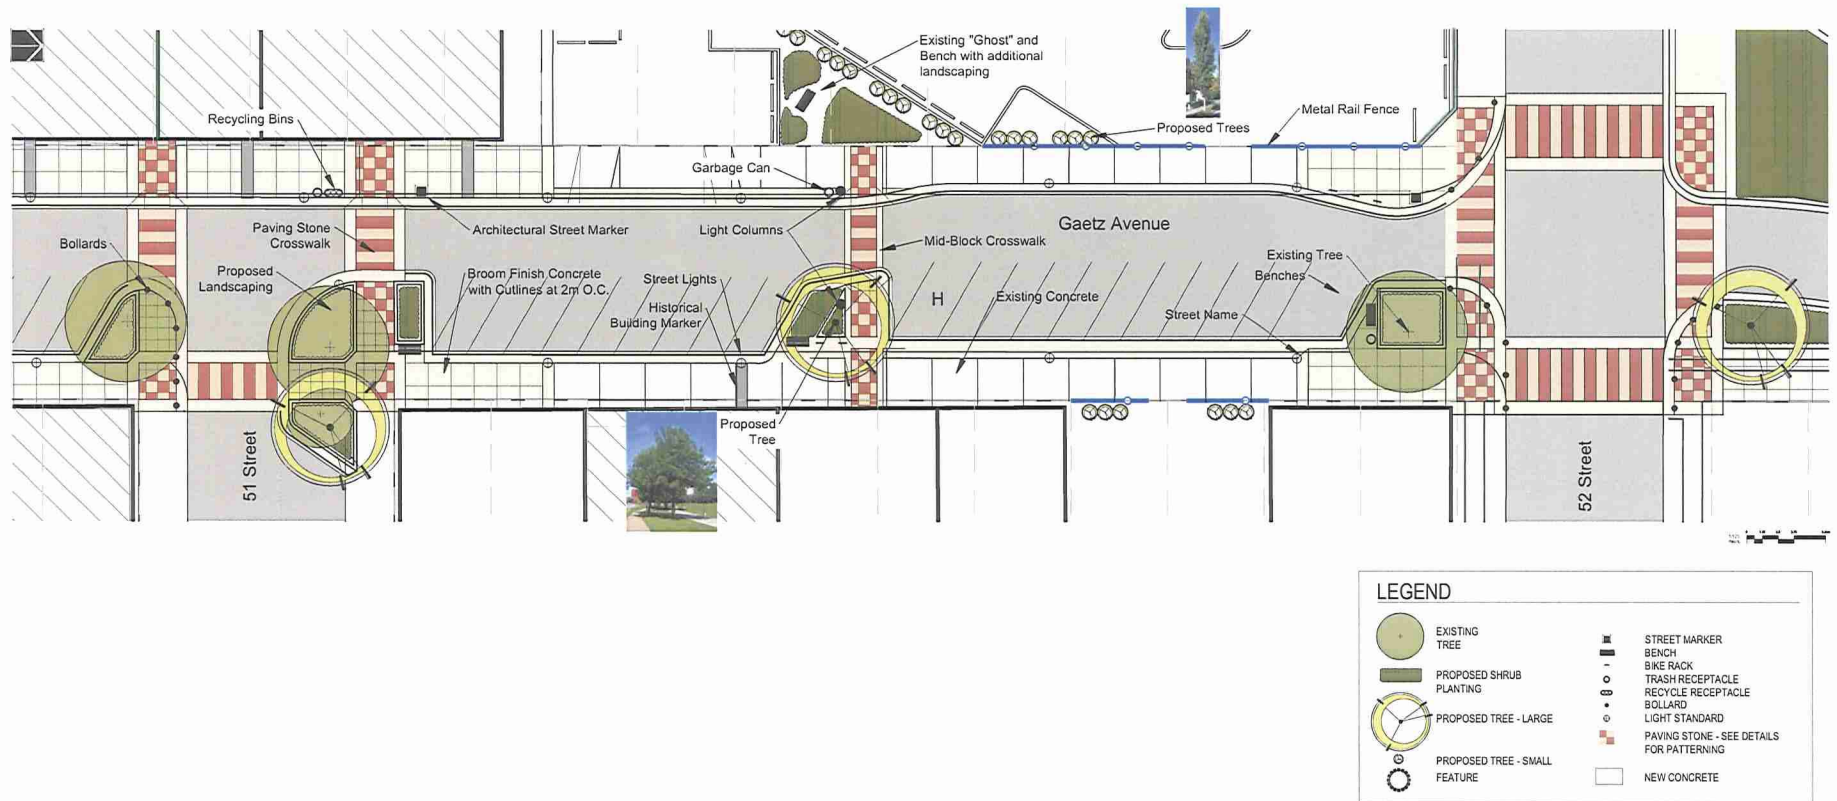 Existing "Ghost" and
Bench with additional
landscaping
Recycling Bins
Metal Rail Fence
Proposed Trees
Garbage Can
Gaetz Avenue
Paving Stone
Crosswalk
Architectural Street Marker
Light Columns
Mid-Block Crosswalk
Bollards
Proposed
Landscaping
Broom Finish Concrete
with Cutlines at 2m O.C.
Street Lights
Historical
Building Marker
H
Existing Concrete
Existing Tree
Benches
Street Name
Proposed
Tree
51 Street
52 Street
LEGEND
EXISTING
TREE
PROPOSED SHRUB
PLANTING
PROPOSED TREE - LARGE
PROPOSED TREE - SMALL
FEATURE
STREET MARKER
BENCH
BIKE RACK
TRASH RECEPTACLE
RECYCLE RECEPTACLE
BOLLARD
LIGHT STANDARD
PAVING STONE - SEE DETAILS
FOR PATTERNING
NEW CONCRETE